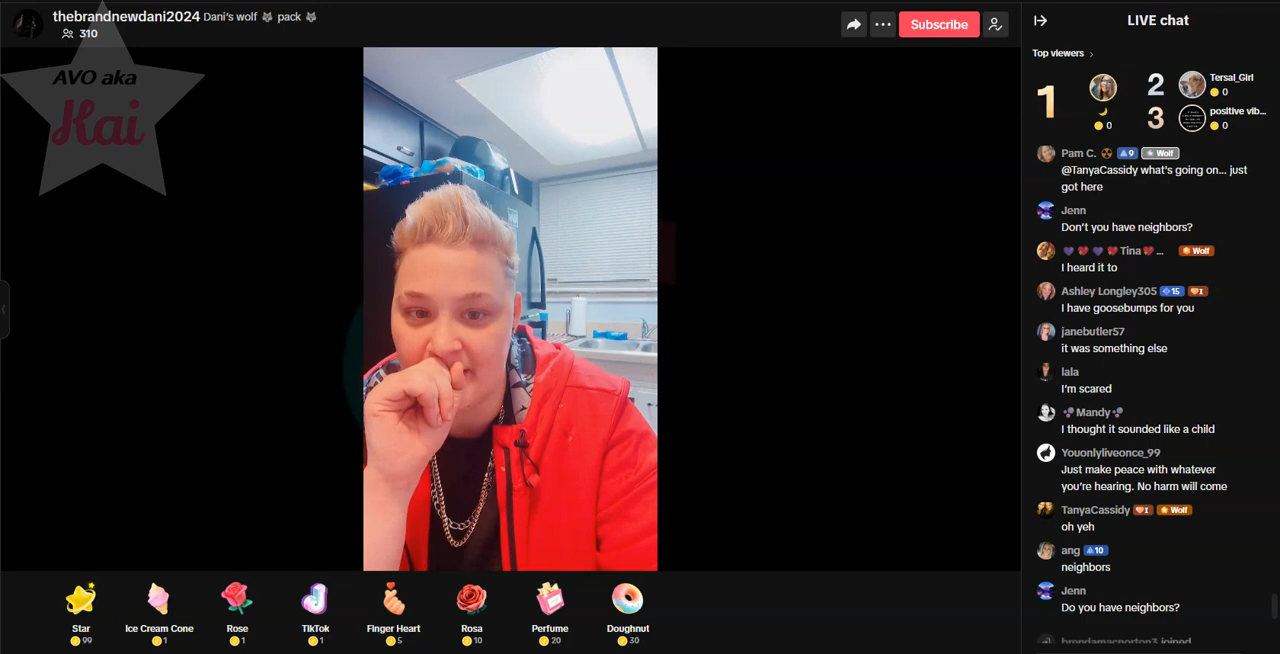 thebrandnewdani2024 Dani's wolf 🐺 pack 🐺
310
Subscribe
AVO aka
Kai
LIVE chat
Top viewers
1
🌙
0
2
Tersal_Girl
0
3
positive vib...
0
Pam C. ☢ 9 Wolf
@TanyaCassidy what's going on... just
got here
Jenn
Don't you have neighbors?
💜 💔 💜 💔 Tina 💔 ... Wolf
I heard it to
Ashley Longley305 15 I
I have goosebumps for you
janebutler57
it was something else
lala
I'm scared
Mandy
I thought it sounded like a child
Youonlyliveonce_99
Just make peace with whatever
you're hearing. No harm will come
TanyaCassidy I Wolf
oh yeh
ang 10
neighbors
Jenn
Do you have neighbors?
Star
99
Ice Cream Cone
1
Rose
1
TikTok
1
Finger Heart
5
Rosa
10
Perfume
20
Doughnut
30